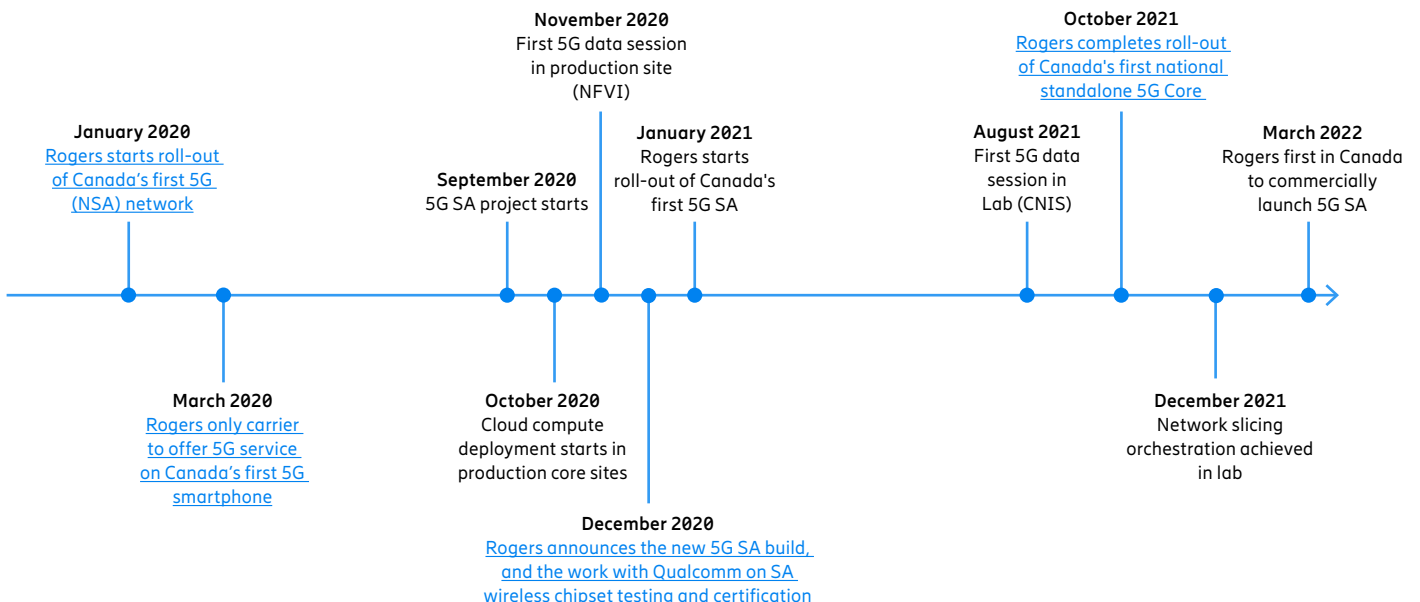 January 2020
Rogers starts roll-out
of Canada’s first 5G
(NSA) network
March 2020
Rogers only carrier
to offer 5G service
on Canada’s first 5G
smartphone
September 2020
5G SA project starts
October 2020
Cloud compute
deployment starts in
production core sites
November 2020
First 5G data session
in production site
(NFVI)
December 2020
Rogers announces the new 5G SA build,
and the work with Qualcomm on SA
wireless chipset testing and certification
January 2021
Rogers starts
roll-out of Canada's
first 5G SA
August 2021
First 5G data
session in
Lab (CNIS)
October 2021
Rogers completes roll-out
of Canada's first national
standalone 5G Core
December 2021
Network slicing
orchestration achieved
in lab
March 2022
Rogers first in Canada
to commercially
launch 5G SA